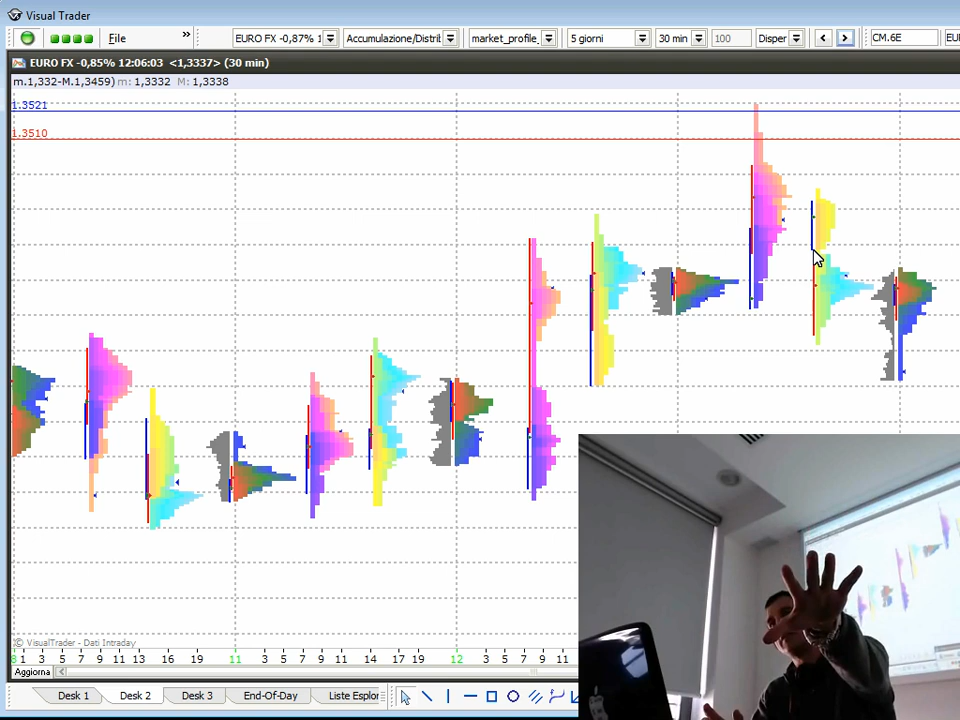 Visual Trader
File » EURO FX -0,87% 1 Accumulazione/Distrib market_profile_ 5 giorni 30 min 100 Disper CM.6E EUR
EURO FX -0,85% 12:06:03 <1,3337> (30 min)
m.1,332-M.1,3459) m: 1,3332 M: 1,3338
1.3521
1.3510
© VisualTrader - Dati Intraday
8 1 3 5 7 9 11 13 16 19 11 3 5 7 9 11 14 17 19 12 3 5 7 9 11
Aggiorna
Desk 1 Desk 2 Desk 3 End-Of-Day Liste Esplor